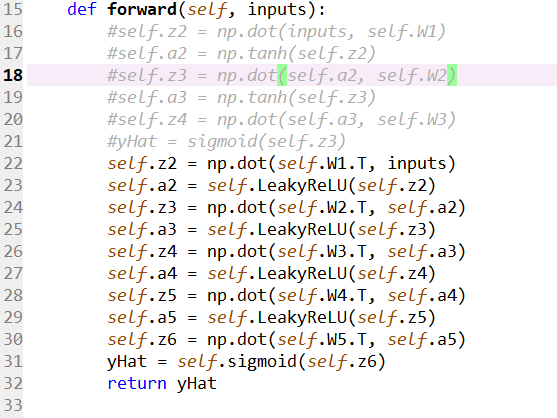 15 def forward(self, inputs):
16 #self.z2 = np.dot(inputs, self.W1)
17 #self.a2 = np.tanh(self.z2)
18 #self.z3 = np.dot(self.a2, self.W2)
19 #self.a3 = np.tanh(self.z3)
20 #self.z4 = np.dot(self.a3, self.W3)
21 #yHat = sigmoid(self.z3)
22 self.z2 = np.dot(self.W1.T, inputs)
23 self.a2 = self.LeakyReLU(self.z2)
24 self.z3 = np.dot(self.W2.T, self.a2)
25 self.a3 = self.LeakyReLU(self.z3)
26 self.z4 = np.dot(self.W3.T, self.a3)
27 self.a4 = self.LeakyReLU(self.z4)
28 self.z5 = np.dot(self.W4.T, self.a4)
29 self.a5 = self.LeakyReLU(self.z5)
30 self.z6 = np.dot(self.W5.T, self.a5)
31 yHat = self.sigmoid(self.z6)
32 return yHat
33